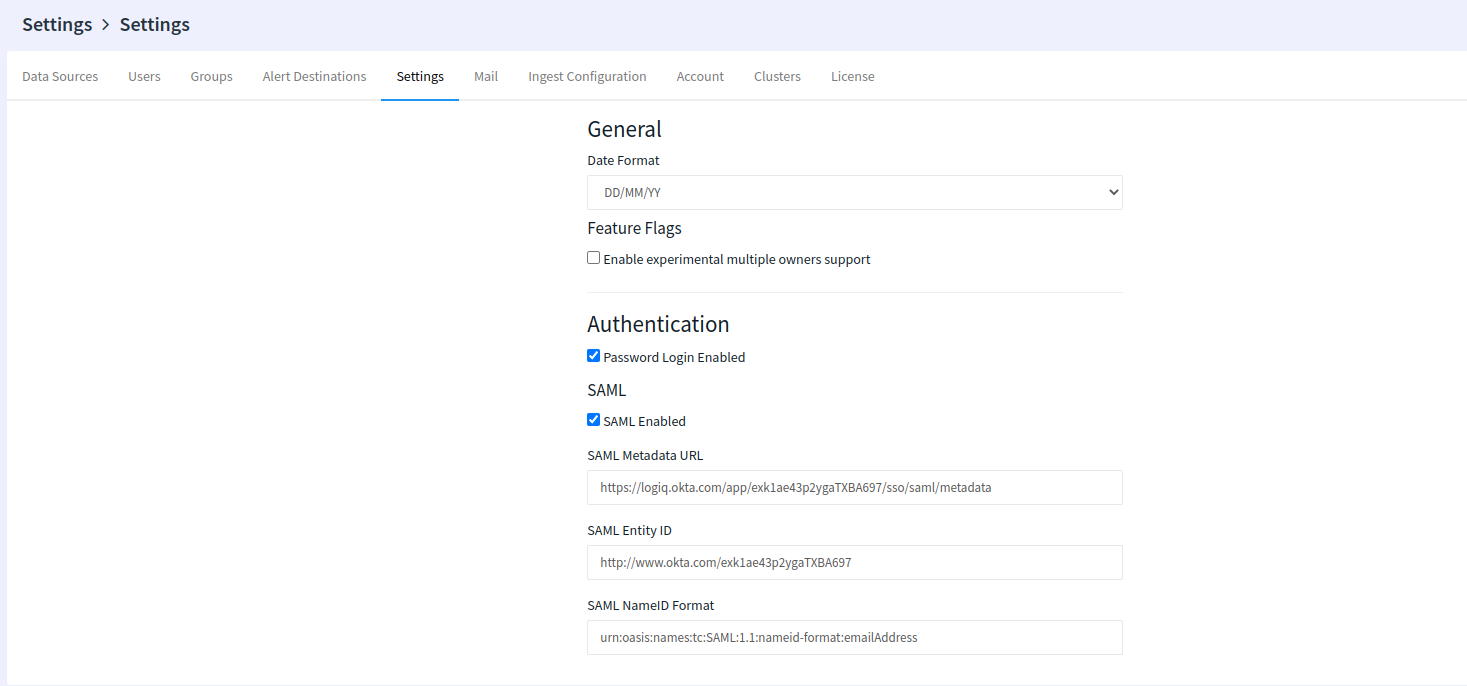 Settings > Settings
Data Sources Users Groups Alert Destinations Settings Mail Ingest Configuration Account Clusters License
General
Date Format
DD/MM/YY
Feature Flags
Enable experimental multiple owners support
Authentication
Password Login Enabled
SAML
SAML Enabled
SAML Metadata URL
https://logiq.okta.com/app/exk1ae43p2ygaTXBA697/sso/saml/metadata
SAML Entity ID
http://www.okta.com/exk1ae43p2ygaTXBA697
SAML NameID Format
urn:oasis:names:tc:SAML:1.1:nameid-format:emailAddress